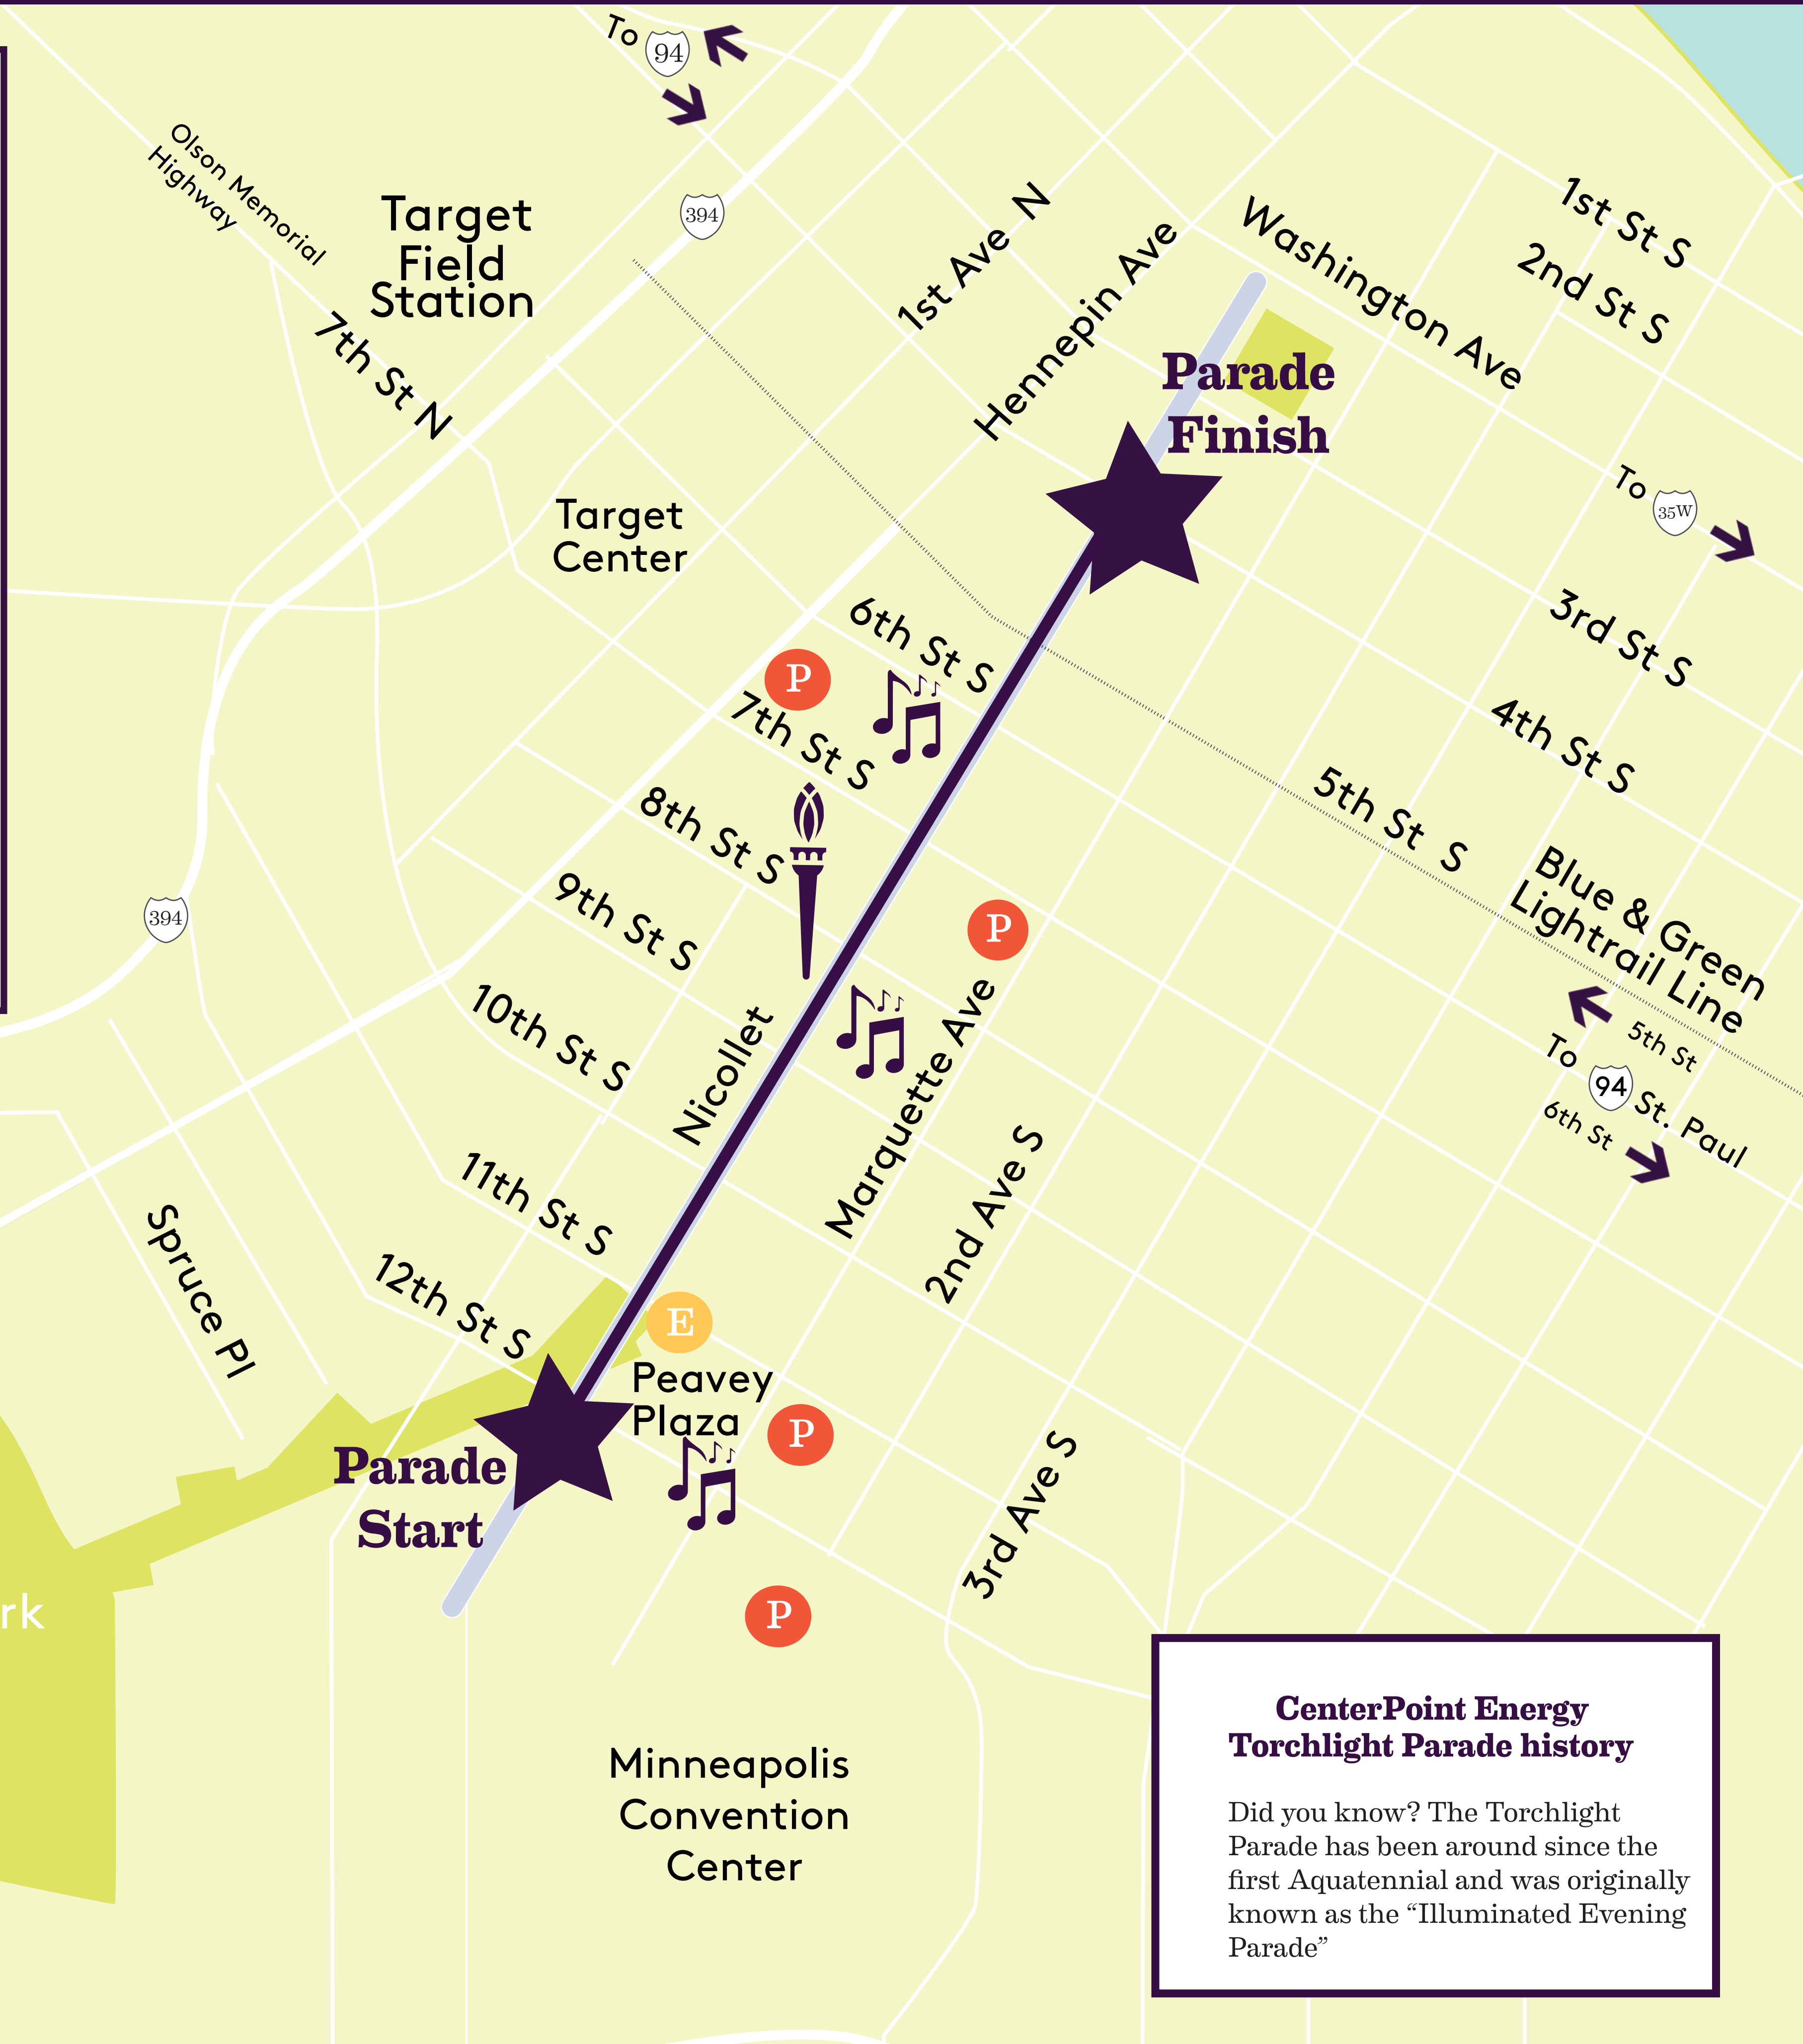 To
94
Olson Memorial
Highway
Target
Field
Station
394
1st Ave N
Hennepin Ave
Washington Ave
1st St S
2nd St S
7th St N
Parade
Finish
To
35W
Target
Center
6th St S
3rd St S
P
7th St S
4th St S
8th St S
5th St S
Blue & Green
Lightrail Line
9th St S
394
P
10th St S
Nicollet
Marquette Ave
5th St
To
94
St. Paul
6th St
2nd Ave S
11th St S
Spruce Pl
12th St S
E
Peavey
Plaza
P
Parade
Start
3rd Ave S
rk
P
Minneapolis
Convention
Center
CenterPoint Energy
Torchlight Parade history
Did you know? The Torchlight
Parade has been around since the
first Aquatennial and was originally
known as the “Illuminated Evening
Parade”